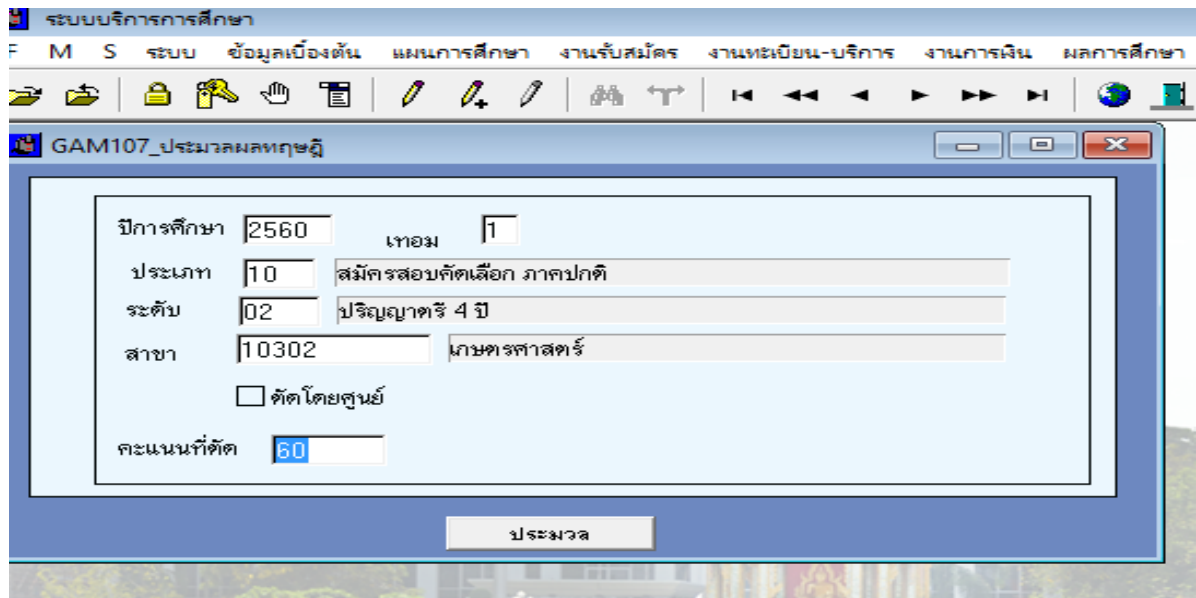 ระบบบริการการศึกษา
F M S ระบบ ข้อมูลเบื้องต้น แผนการศึกษา งานรับสมัคร งานทะเบียน-บริการ งานการเงิน ผลการศึกษา
GAM107_ประมวลผลทฤษฎี
ปีการศึกษา 2560 เทอม 1
ประเภท 10 สมัครสอบคัดเลือก ภาคปกติ
ระดับ 02 ปริญญาตรี 4 ปี
สาขา 10302 เกษตรศาสตร์
ตัดโดยศูนย์
คะแนนที่ตัด 60
ประมวล